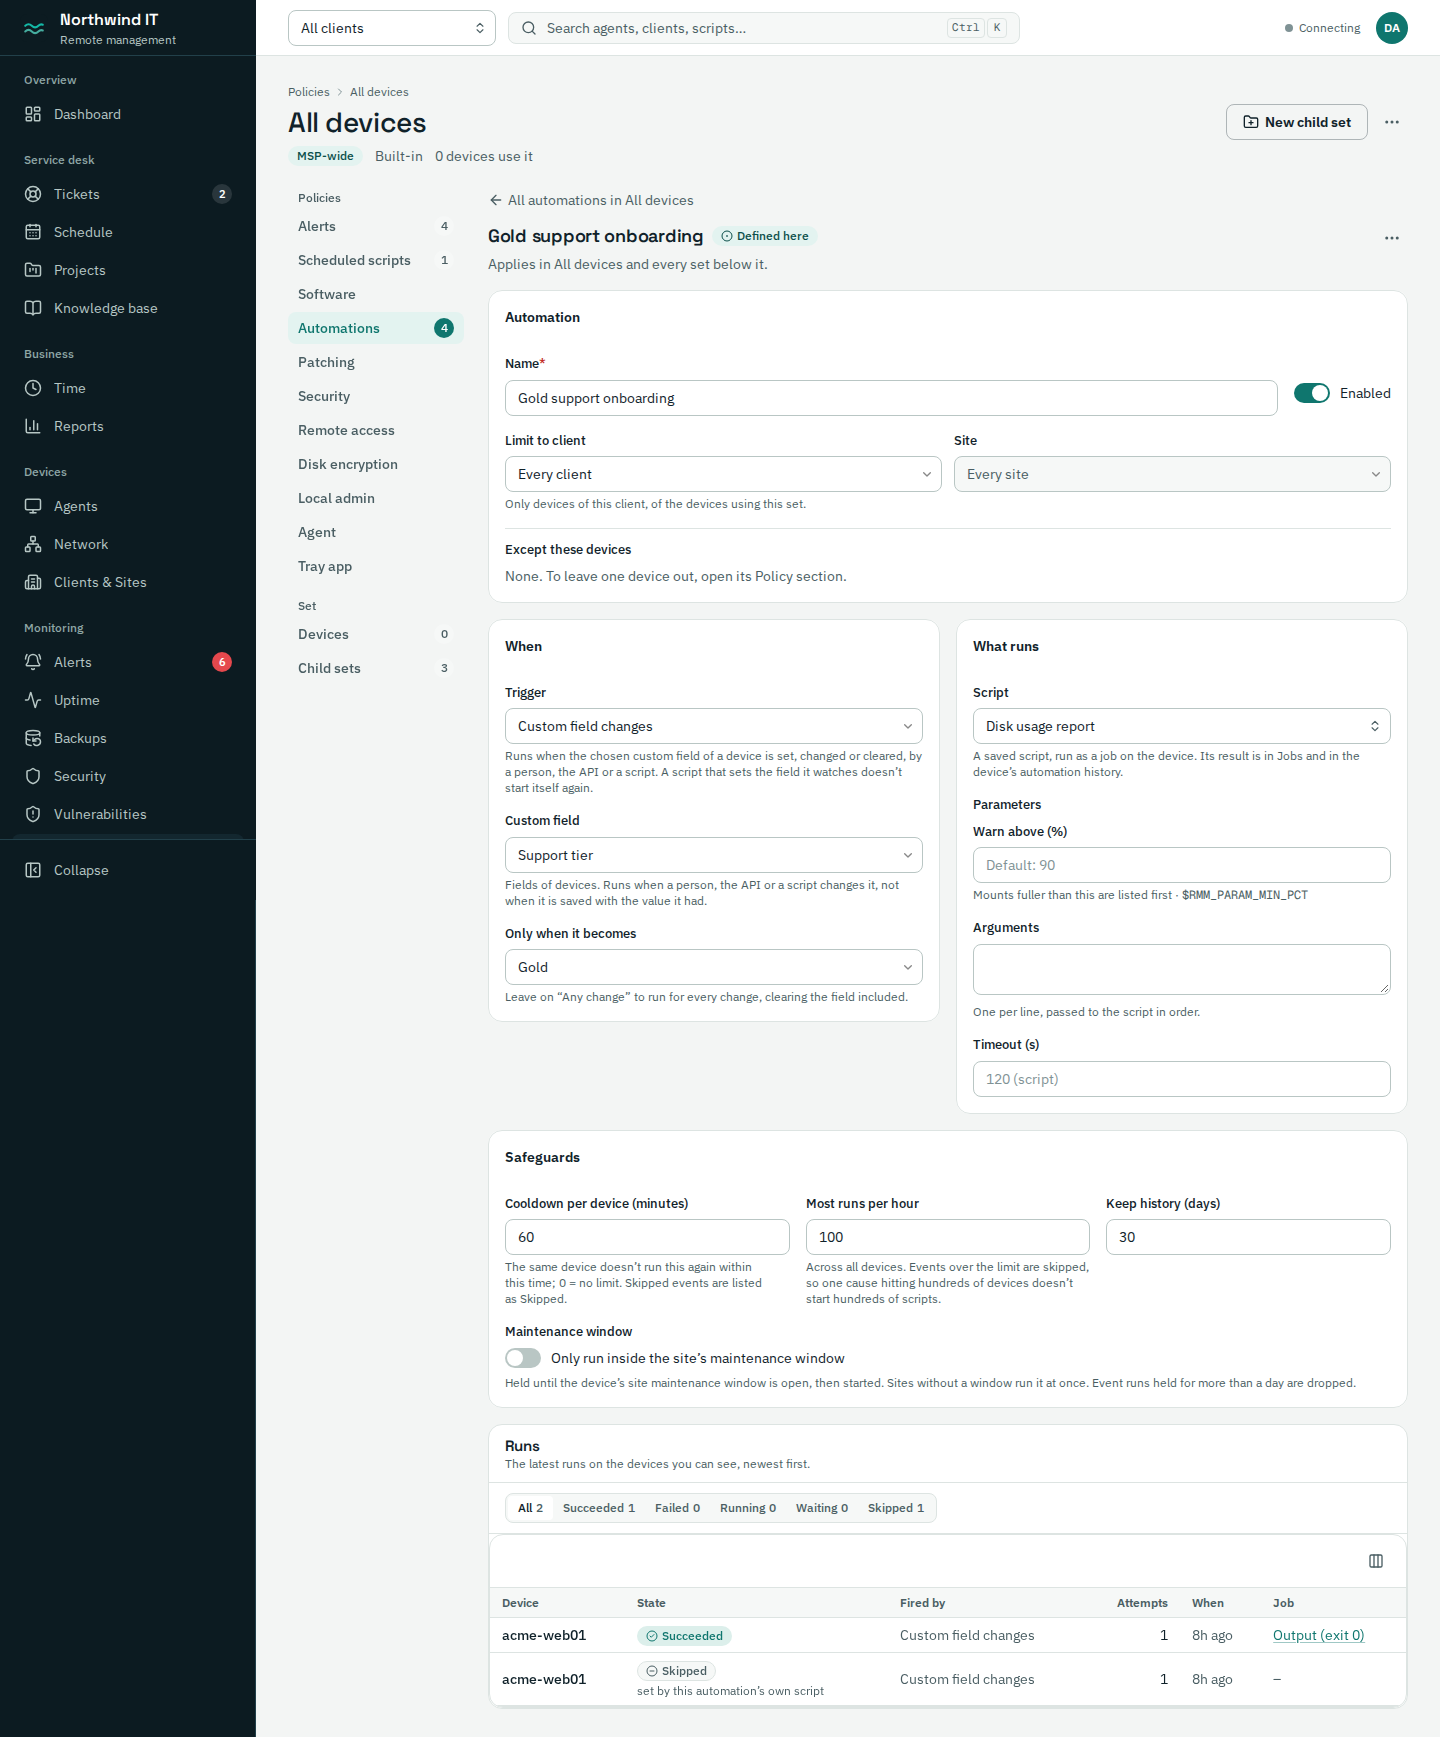 Northwind IT
Remote management
Overview
Dashboard
Service desk
Tickets
2
Schedule
Projects
Knowledge base
Business
Time
Reports
Devices
Agents
Network
Clients & Sites
Monitoring
Alerts
6
Uptime
Backups
Security
Vulnerabilities
Collapse
All clients
Search agents, clients, scripts...
Ctrl K
Connecting
DA
Policies > All devices
All devices
New child set
MSP-wide Built-in 0 devices use it
Policies
Alerts 4
Scheduled scripts 1
Software
Automations 4
Patching
Security
Remote access
Disk encryption
Local admin
Agent
Tray app
Set
Devices 0
Child sets 3
All automations in All devices
Gold support onboarding Defined here
Applies in All devices and every set below it.
Automation
Name*
Gold support onboarding
Enabled
Limit to client
Every client
Only devices of this client, of the devices using this set.
Site
Every site
Except these devices
None. To leave one device out, open its Policy section.
When
Trigger
Custom field changes
Runs when the chosen custom field of a device is set, changed or cleared, by
a person, the API or a script. A script that sets the field it watches doesn’t
start itself again.
Custom field
Support tier
Fields of devices. Runs when a person, the API or a script changes it, not
when it is saved with the value it had.
Only when it becomes
Gold
Leave on “Any change” to run for every change, clearing the field included.
What runs
Script
Disk usage report
A saved script, run as a job on the device. Its result is in Jobs and in the
device’s automation history.
Parameters
Warn above (%)
Default: 90
Mounts fuller than this are listed first · $RMM_PARAM_MIN_PCT
Arguments
One per line, passed to the script in order.
Timeout (s)
120 (script)
Safeguards
Cooldown per device (minutes)
60
The same device doesn’t run this again within
this time; 0 = no limit. Skipped events are listed
as Skipped.
Most runs per hour
100
Across all devices. Events over the limit are skipped,
so one cause hitting hundreds of devices doesn’t
start hundreds of scripts.
Keep history (days)
30
Maintenance window
Only run inside the site’s maintenance window
Held until the device’s site maintenance window is open, then started. Sites without a window run it at once. Event runs held for more than a day are dropped.
Runs
The latest runs on the devices you can see, newest first.
All 2 Succeeded 1 Failed 0 Running 0 Waiting 0 Skipped 1
Device State Fired by Attempts When Job
acme-web01 Succeeded Custom field changes 1 8h ago Output (exit 0)
acme-web01 Skipped Custom field changes 1 8h ago –
set by this automation’s own script